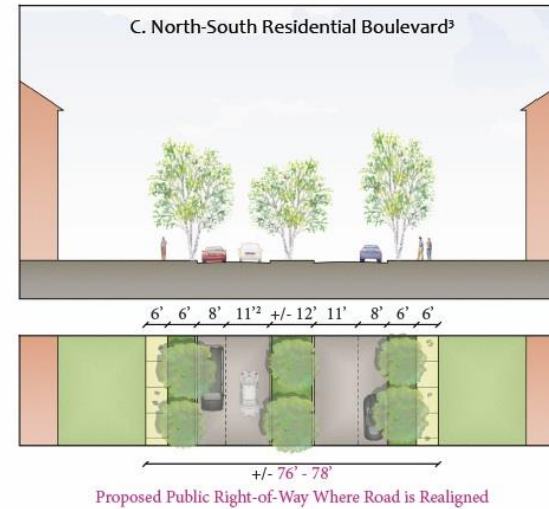 C. North-South Residential Boulevard³
6’ 6’ 8’ 11’² +/- 12’ 11’ 8’ 6’ 6’
+/- 76’ - 78’
Proposed Public Right-of-Way Where Road is Realigned